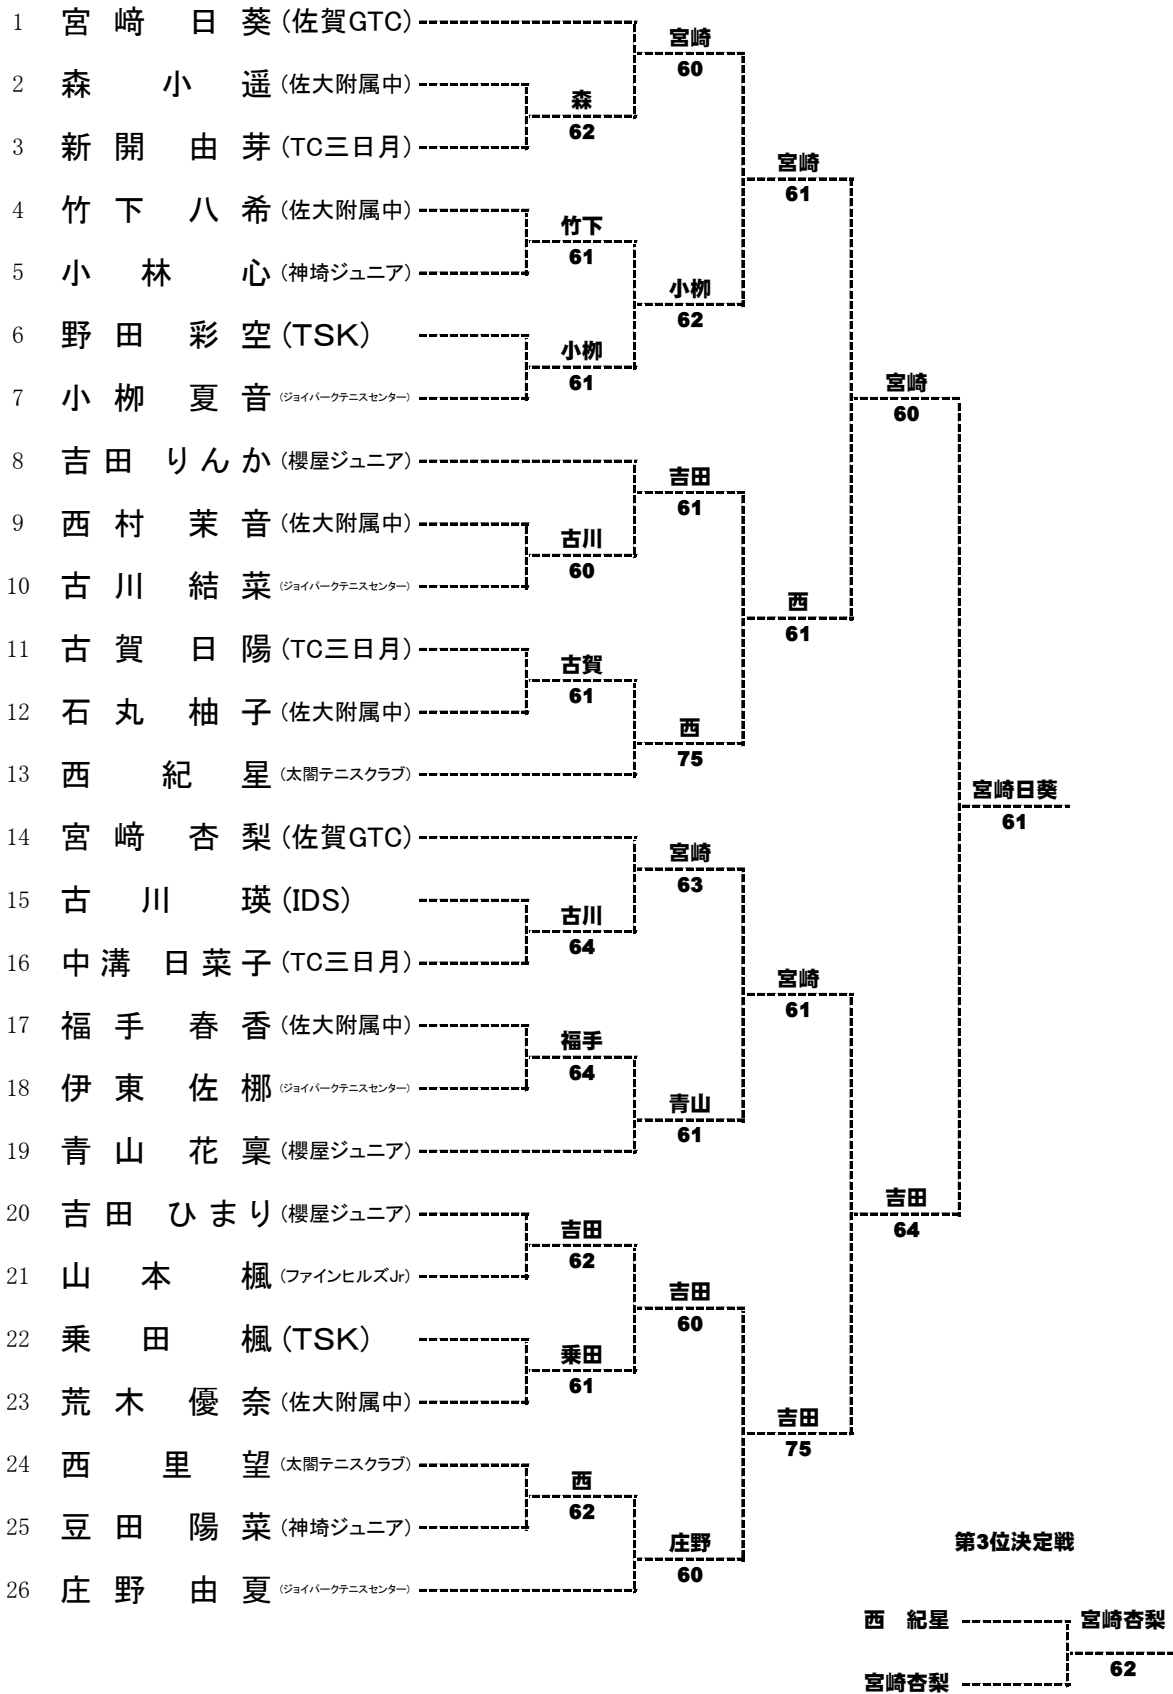 1 宮﨑 日葵 (佐賀GTC)
宮崎
60
2 森 小遥 (佐大附属中)
森
62
3 新開 由芽 (TC三日月)
宮崎
61
4 竹下 八希 (佐大附属中)
竹下
61
5 小林 心 (神埼ジュニア)
小栁
62
6 野田 彩空 (TSK)
小栁
61
7 小栁 夏音 (ジョイパークテニスセンター)
宮崎
60
8 吉田 りんか (櫻屋ジュニア)
吉田
61
9 西村 茉音 (佐大附属中)
古川
60
10 古川 結菜 (ジョイパークテニスセンター)
西
61
11 古賀 日陽 (TC三日月)
古賀
61
12 石丸 柚子 (佐大附属中)
西
75
13 西 紀星 (太閤テニスクラブ)
宮崎日葵
61
14 宮﨑 杏梨 (佐賀GTC)
宮崎
63
15 古川 瑛 (IDS)
古川
64
16 中溝 日菜子 (TC三日月)
宮崎
61
17 福手 春香 (佐大附属中)
福手
64
18 伊東 佐梛 (ジョイパークテニスセンター)
青山
61
19 青山 花稟 (櫻屋ジュニア)
吉田
64
20 吉田 ひまり (櫻屋ジュニア)
吉田
62
21 山本 楓 (ファインヒルズJr)
吉田
60
22 乗田 楓 (TSK)
乗田
61
23 荒木 優奈 (佐大附属中)
吉田
75
24 西 里望 (太閤テニスクラブ)
西
62
25 豆田 陽菜 (神埼ジュニア)
庄野
60
26 庄野 由夏 (ジョイパークテニスセンター)
第3位決定戦
西 紀星
宮崎杏梨
62
宮崎杏梨